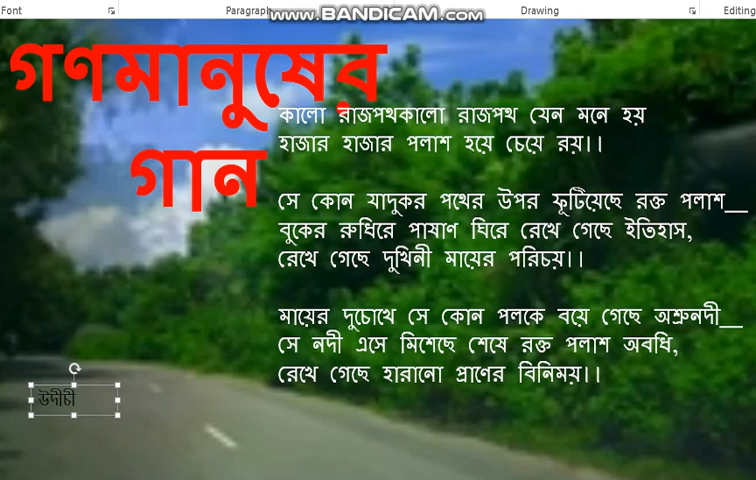 Font
Paragraph
www.BANDICAM.com
Drawing
Editing
গণমানুষের
গান
কালো রাজপথকালো রাজপথ যেন মনে হয়
হাজার হাজার পলাশ হয়ে চেয়ে রয়।।
সে কোন যাদুকর পথের উপর ফূটিয়েছে রক্ত পলাশ__
বুকের রুধিরে পাষাণ ঘিরে রেখে গেছে ইতিহাস,
রেখে গেছে দুখিনী মায়ের পরিচয়।।
মায়ের দুচোখে সে কোন পলকে বয়ে গেছে অশ্রুনদী__
সে নদী এসে মিশেছে শেষে রক্ত পলাশ অবধি,
রেখে গেছে হারানো প্রাণের বিনিময়।।
উদীচী